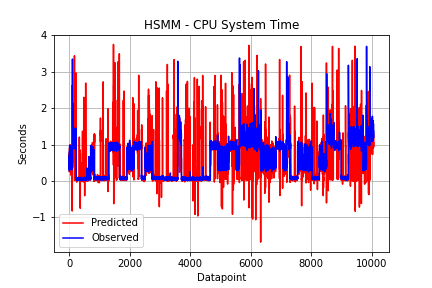 HSMM - CPU System Time
4
3
2
1
0
−1
Seconds
Predicted
Observed
0 2000 4000 6000 8000 10000
Datapoint